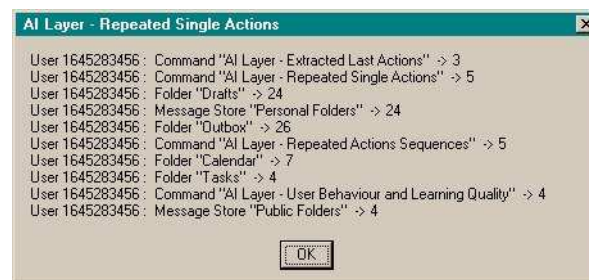 AI Layer - Repeated Single Actions
User 1645283456 : Command "AI Layer - Extracted Last Actions" -> 3
User 1645283456 : Command "AI Layer - Repeated Single Actions" -> 5
User 1645283456 : Folder "Drafts" -> 24
User 1645283456 : Message Store "Personal Folders" -> 24
User 1645283456 : Folder "Outbox" -> 26
User 1645283456 : Command "AI Layer - Repeated Actions Sequences" -> 5
User 1645283456 : Folder "Calendar" -> 7
User 1645283456 : Folder "Tasks" -> 4
User 1645283456 : Command "AI Layer - User Behaviour and Learning Quality" -> 4
User 1645283456 : Message Store "Public Folders" -> 4
OK